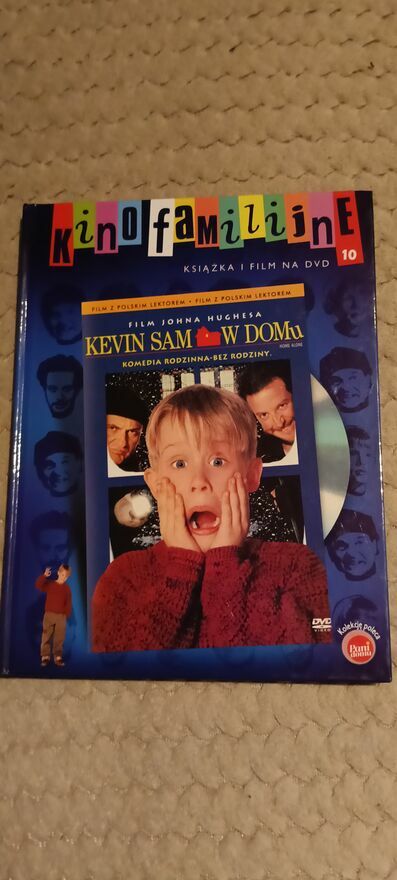 Kino familijne
10
KSIĄŻKA I FILM NA DVD
FILM Z POLSKIM LEKTOREM • FILM Z POLSKIM LEKTOREM
FILM JOHNA HUGHESA
KEVIN SAM W DOMu
HOME ALONE
KOMEDIA RODZINNA-BEZ RODZINY.
DVD
VIDEO
Kolekcję poleca
Pani
domu